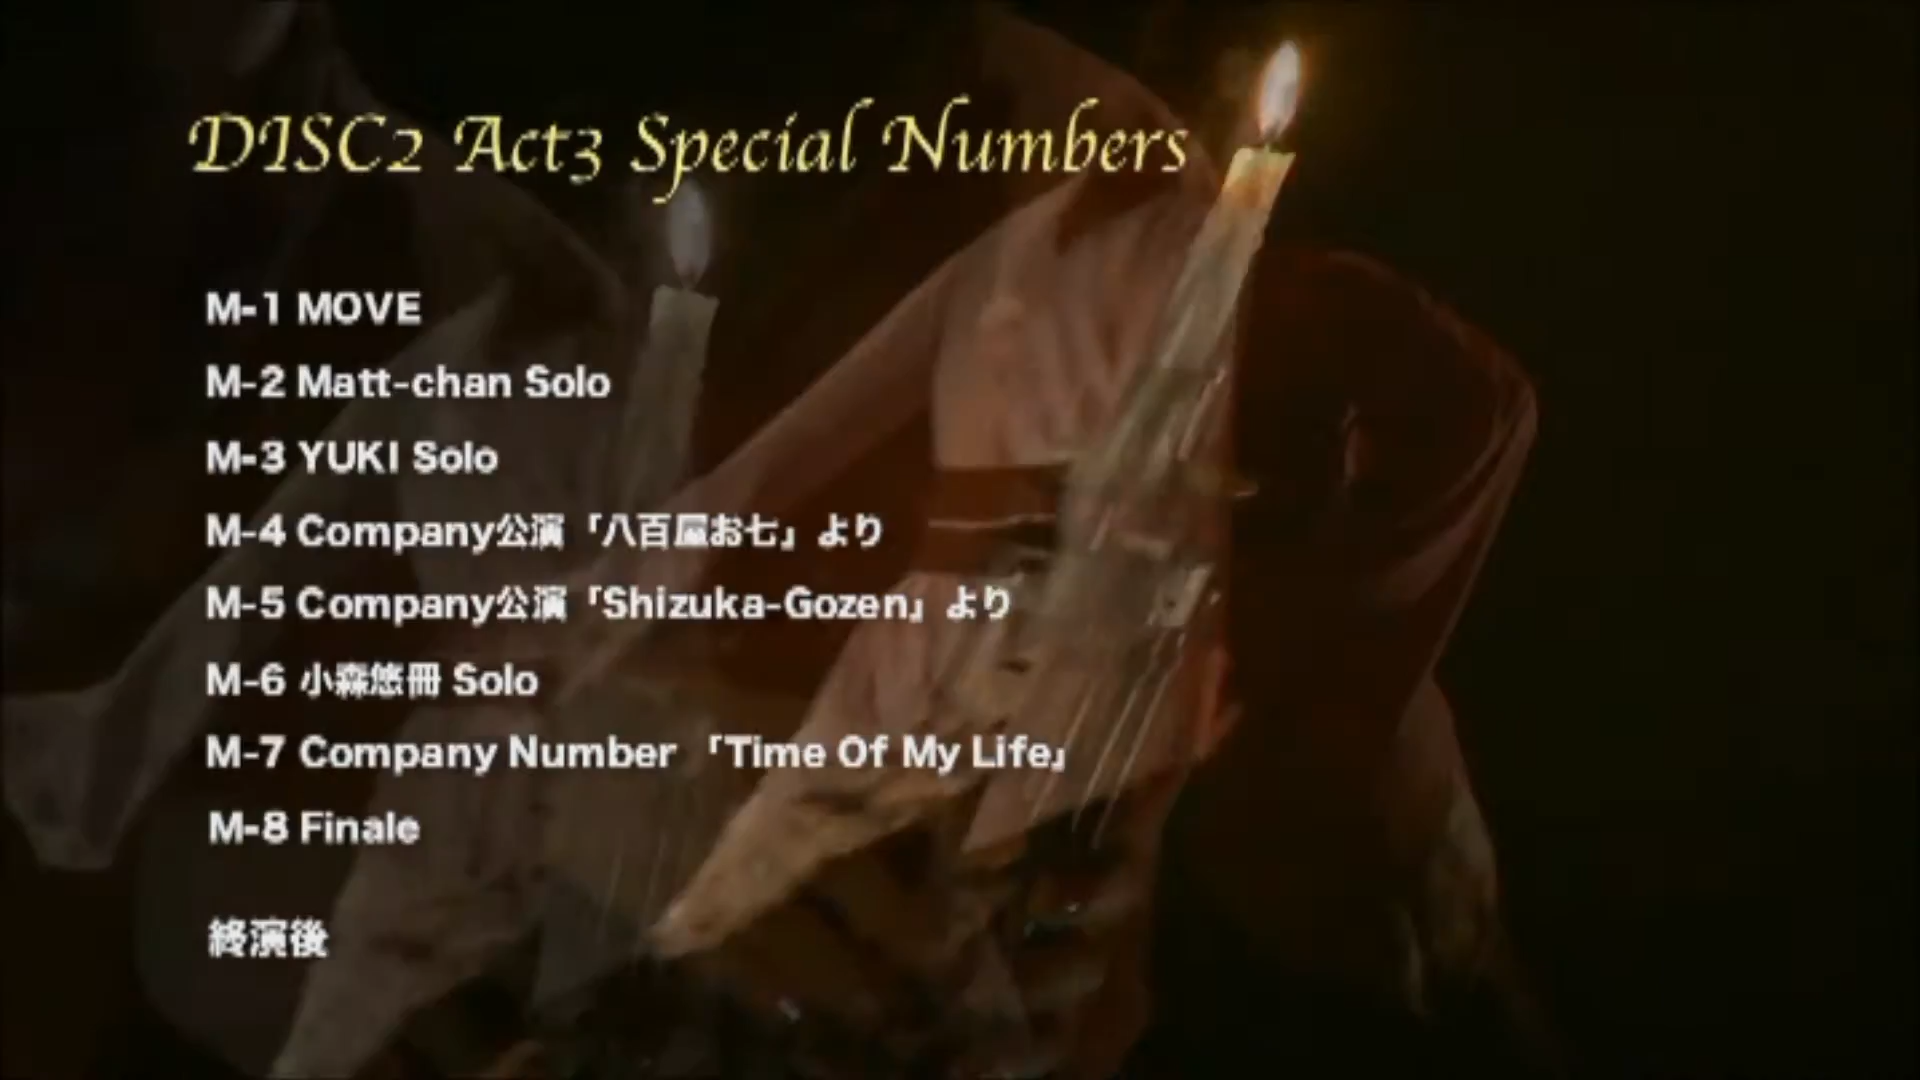 DISC2 Act3 Special Numbers
M-1 MOVE
M-2 Matt-chan Solo
M-3 YUKI Solo
M-4 Company公演「八百屋お七」より
M-5 Company公演「Shizuka-Gozen」より
M-6 小森悠冊 Solo
M-7 Company Number 「Time Of My Life」
M-8 Finale
終演後